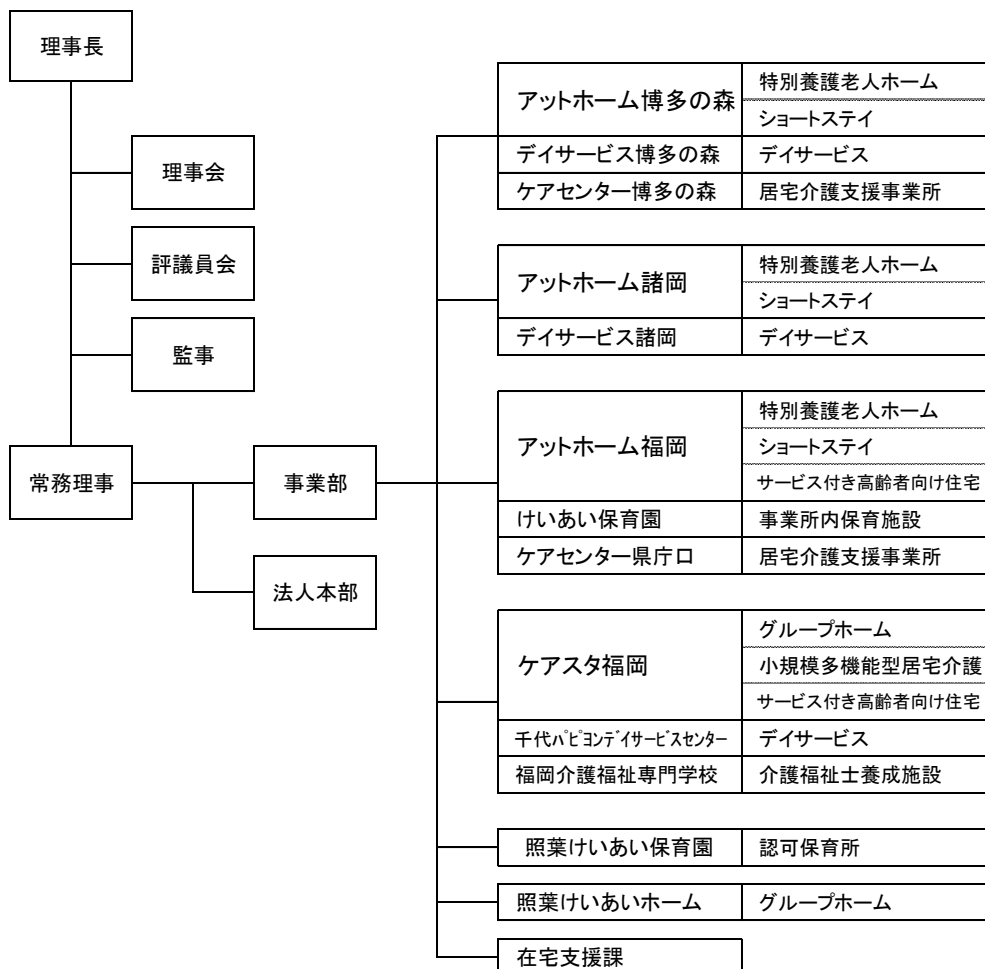 理事長
理事会
評議員会
監事
常務理事
事業部
法人本部
アットホーム博多の森
特別養護老人ホーム
ショートステイ
デイサービス博多の森 デイサービス
ケアセンター博多の森 居宅介護支援事業所
アットホーム諸岡
特別養護老人ホーム
ショートステイ
デイサービス諸岡 デイサービス
アットホーム福岡
特別養護老人ホーム
ショートステイ
サービス付き高齢者向け住宅
けいあい保育園 事業所内保育施設
ケアセンター県庁口 居宅介護支援事業所
ケアスタ福岡
グループホーム
小規模多機能型居宅介護
サービス付き高齢者向け住宅
千代ﾊﾟﾋﾟﾖﾝﾃﾞｲｻｰﾋﾞｽｾﾝﾀｰ デイサービス
福岡介護福祉専門学校 介護福祉士養成施設
照葉けいあい保育園 認可保育所
照葉けいあいホーム グループホーム
在宅支援課